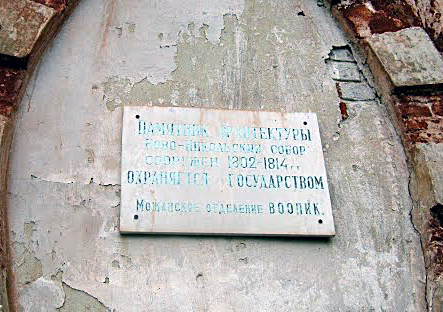 ПАМЯТНИК АРХИТЕКТУРЫ
НОВО-НИКОЛЬСКИЙ СОБОР
СООРУЖЕН 1802-1814г.г.
ОХРАНЯЕТСЯ ГОСУДАРСТВОМ
МОЖАЙСКОЕ ОТДЕЛЕНИЕ ВООПИК.